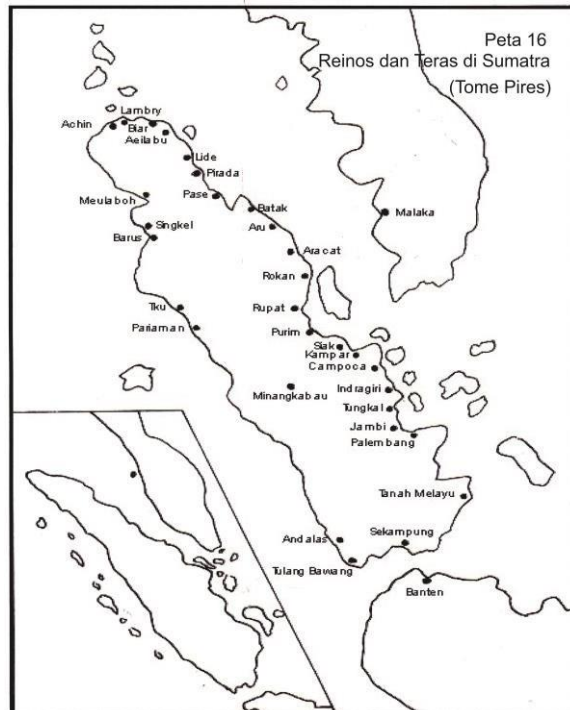 Peta 16
Reinos dan Teras di Sumatra
(Tome Pires)
Lambry
Achin
Biar
Aeilabu
Lide
Pirada
Meulaboh
Pase
Batak
Malaka
Singkel
Aru
Barus
Aracat
Rokan
Tku
Rupat
Pariaman
Purim
Siak
Kampar
Campoca
Minangkabau
Indragiri
Tungkal
Jambi
Palembang
Tanah Melayu
Andalas
Sekampung
Tulang Bawang
Banten